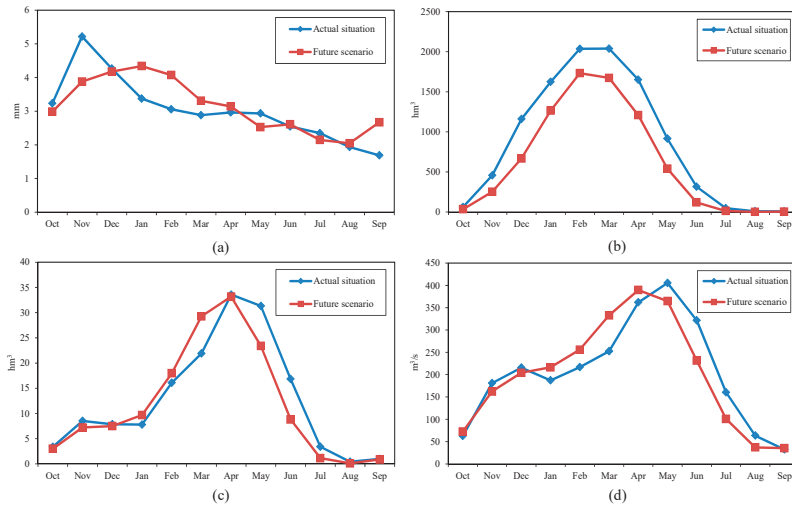 6
5
4
3
2
1
0
mm
Actual situation
Future scenario
Oct Nov Dec Jan Feb Mar Apr May Jun Jul Aug Sep
(a)
2500
2000
1500
1000
500
0
hm³
Actual situation
Future scenario
Oct Nov Dec Jan Feb Mar Apr May Jun Jul Aug Sep
(b)
40
35
30
25
20
15
10
5
0
hm³
Actual situation
Future scenario
Oct Nov Dec Jan Feb Mar Apr May Jun Jul Aug Sep
(c)
450
400
350
300
250
200
150
100
50
0
m³/s
Actual situation
Future scenario
Oct Nov Dec Jan Feb Mar Apr May Jun Jul Aug Sep
(d)